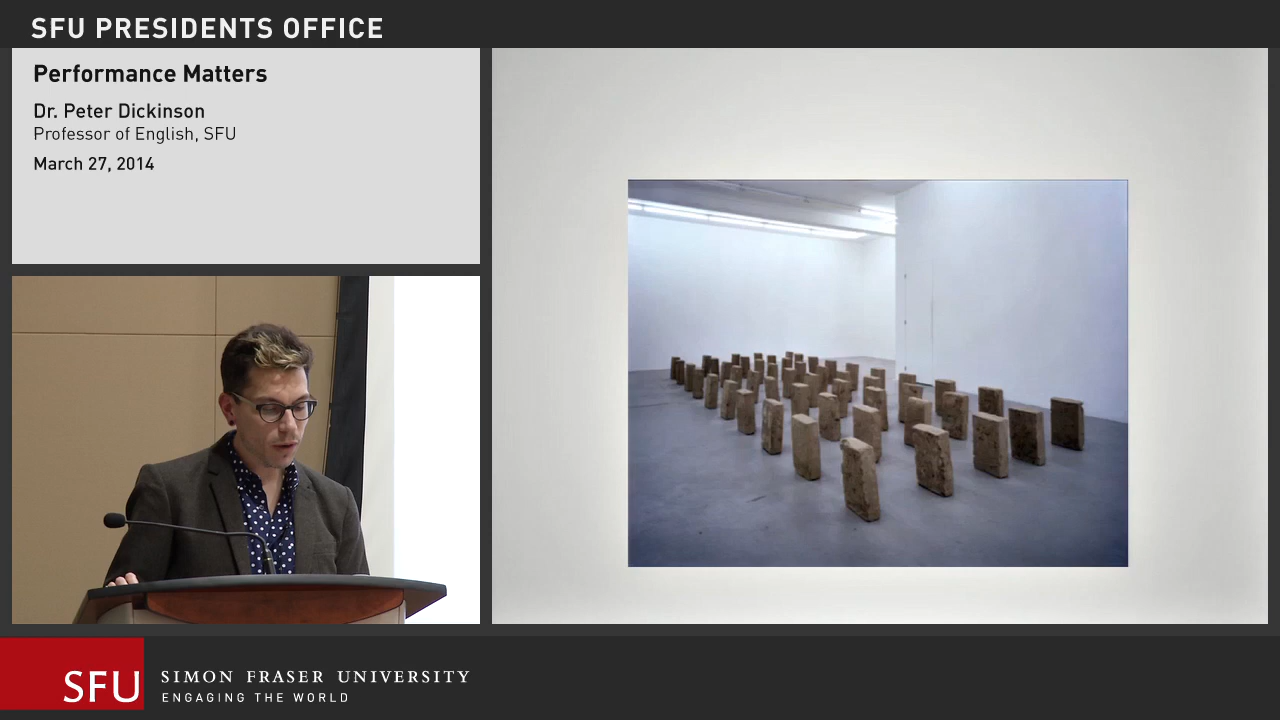 SFU PRESIDENTS OFFICE
Performance Matters
Dr. Peter Dickinson
Professor of English, SFU
March 27, 2014
SFU
SIMON FRASER UNIVERSITY
ENGAGING THE WORLD